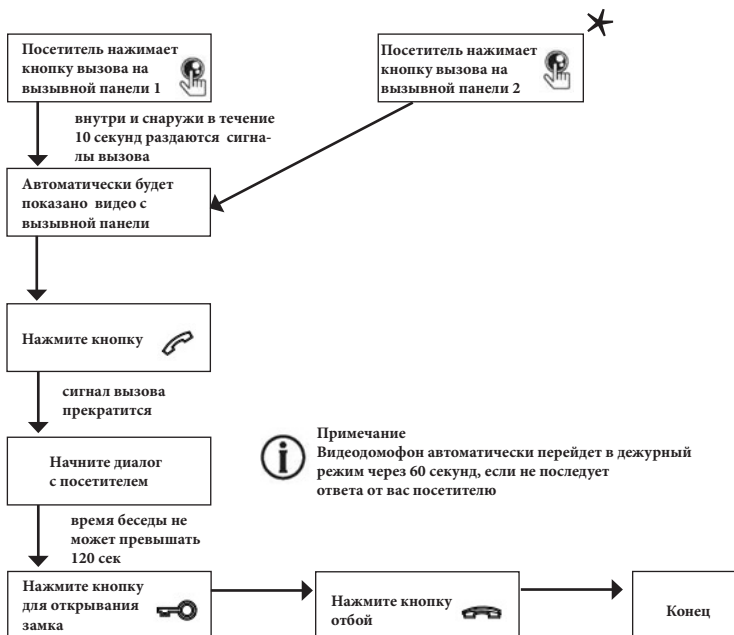 Посетитель нажимает
кнопку вызова на
вызывной панели 1
Посетитель нажимает
кнопку вызова на
вызывной панели 2
внутри и снаружи в течение
10 секунд раздаются сигна-
лы вызова
Автоматически будет
показано видео с
вызывной панели
Нажмите кнопку
сигнал вызова
прекратится
Начните диалог
с посетителем
Примечание
Видеодомофон автоматически перейдет в дежурный
режим через 60 секунд, если не последует
ответа от вас посетителю
время беседы не
может превышать
120 сек
Нажмите кнопку
для открывания
замка
Нажмите кнопку
отбой
Конец